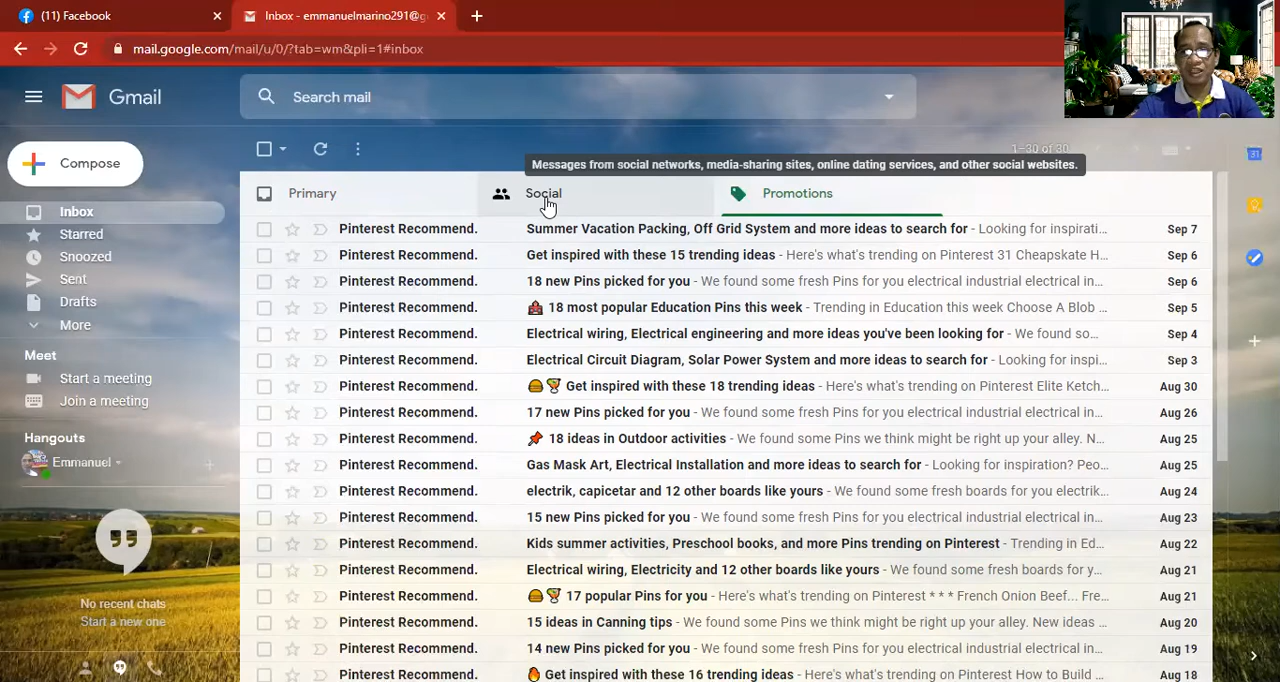 (11) Facebook
Inbox - emmanuelmarino291@g
mail.google.com/mail/u/0/?tab=wm&pli=1#inbox
Gmail
Search mail
Compose
1–30 of 30
Messages from social networks, media-sharing sites, online dating services, and other social websites.
Primary
Social
Promotions
Inbox
Starred
Snoozed
Sent
Drafts
More
Meet
Start a meeting
Join a meeting
Hangouts
Emmanuel
No recent chats
Start a new one
Pinterest Recommend. Summer Vacation Packing, Off Grid System and more ideas to search for - Looking for inspirati… Sep 7
Pinterest Recommend. Get inspired with these 15 trending ideas - Here's what's trending on Pinterest 31 Cheapskate H… Sep 6
Pinterest Recommend. 18 new Pins picked for you - We found some fresh Pins for you electrical industrial electrical in… Sep 6
Pinterest Recommend. 18 most popular Education Pins this week - Trending in Education this week Choose A Blob … Sep 5
Pinterest Recommend. Electrical wiring, Electrical engineering and more ideas you've been looking for - We found so… Sep 4
Pinterest Recommend. Electrical Circuit Diagram, Solar Power System and more ideas to search for - Looking for inspi… Sep 3
Pinterest Recommend. Get inspired with these 18 trending ideas - Here's what's trending on Pinterest Elite Ketch… Aug 30
Pinterest Recommend. 17 new Pins picked for you - We found some fresh Pins for you electrical industrial electrical in… Aug 26
Pinterest Recommend. 18 ideas in Outdoor activities - We found some Pins we think might be right up your alley. N… Aug 25
Pinterest Recommend. Gas Mask Art, Electrical Installation and more ideas to search for - Looking for inspiration? Peo… Aug 25
Pinterest Recommend. electrik, capicetar and 12 other boards like yours - We found some fresh boards for you electrik… Aug 24
Pinterest Recommend. 15 new Pins picked for you - We found some fresh Pins for you electrical industrial electrical in… Aug 23
Pinterest Recommend. Kids summer activities, Preschool books, and more Pins trending on Pinterest - Trending in Ed… Aug 22
Pinterest Recommend. Electrical wiring, Electricity and 12 other boards like yours - We found some fresh boards for y… Aug 21
Pinterest Recommend. 17 popular Pins for you - Here's what's trending on Pinterest * * * French Onion Beef... Fre… Aug 21
Pinterest Recommend. 15 ideas in Canning tips - We found some Pins we think might be right up your alley. New ideas … Aug 20
Pinterest Recommend. 14 new Pins picked for you - We found some fresh Pins for you electrical industrial electrical in… Aug 19
Pinterest Recommend. Get inspired with these 16 trending ideas - Here's what's trending on Pinterest How to Build … Aug 18
31